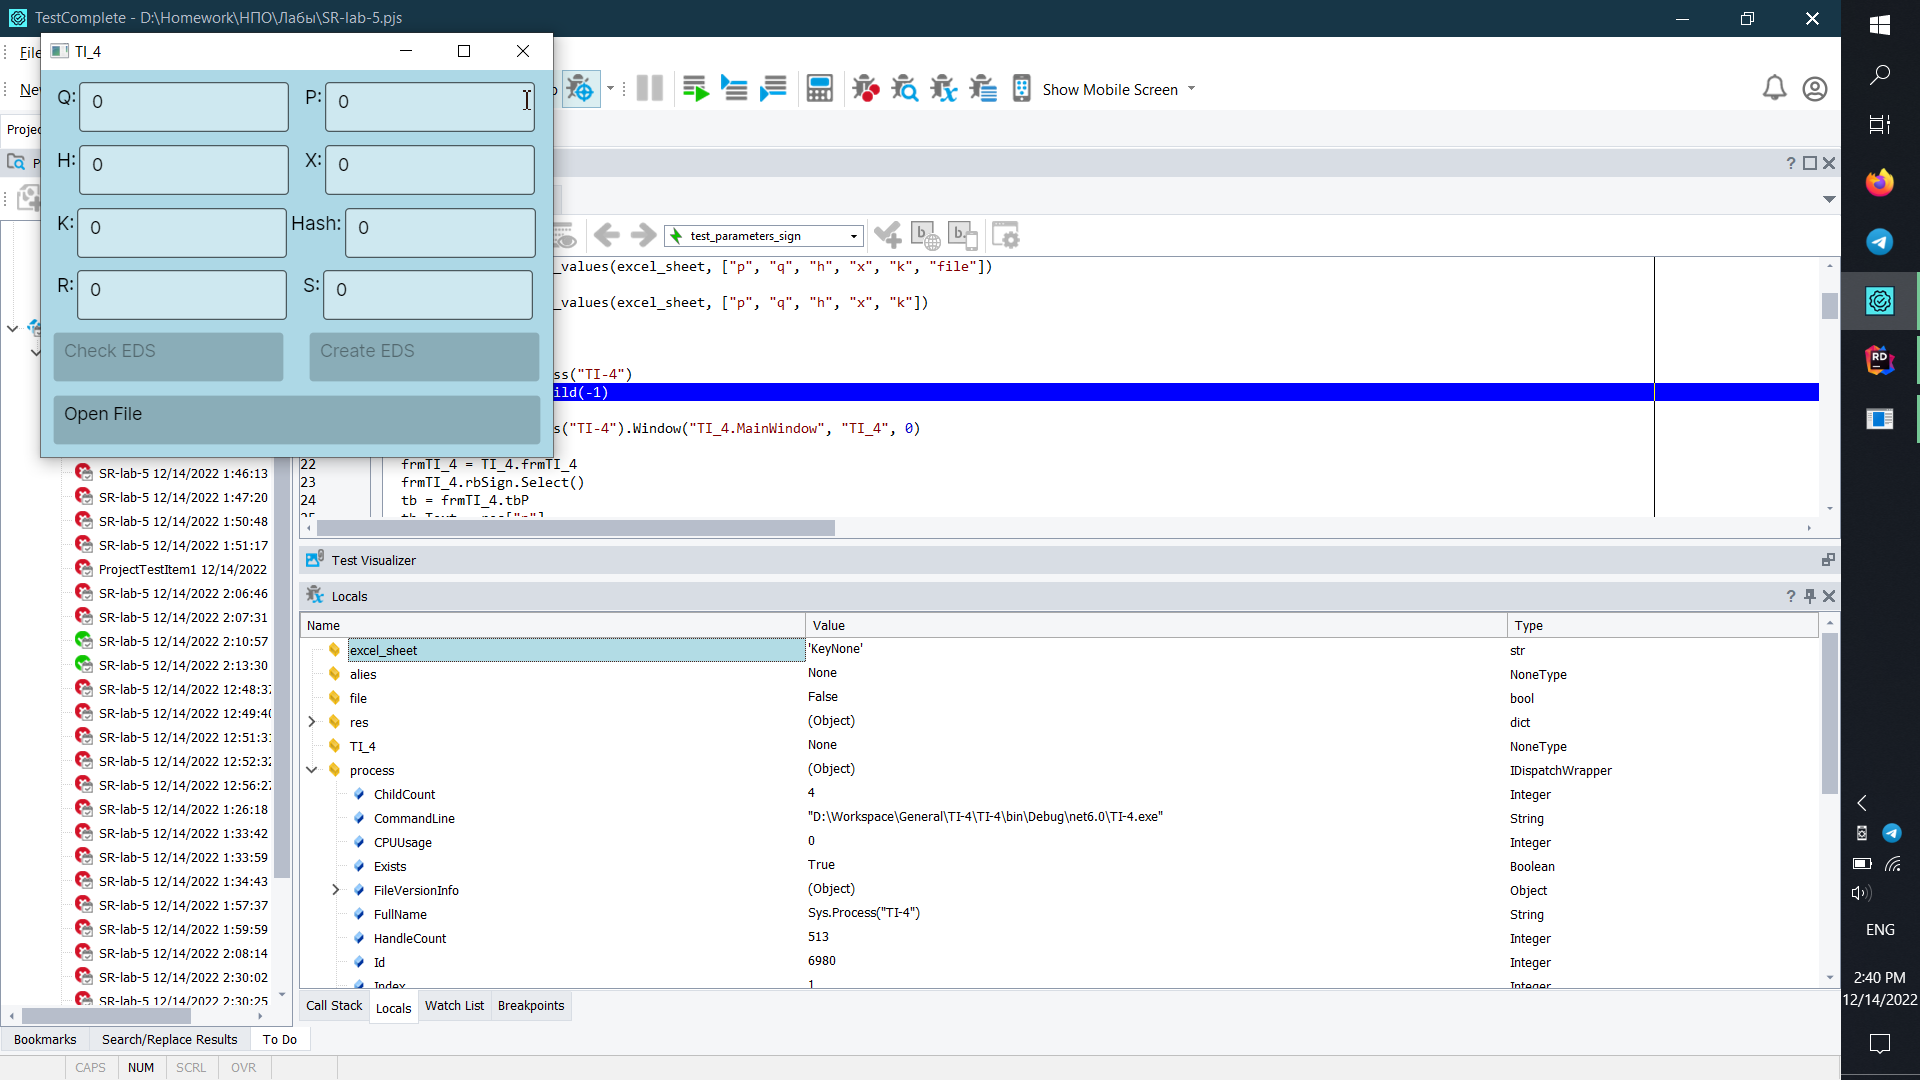 TestComplete - D:\Homework\НПО\Лабы\SR-lab-5.pjs
File
TI_4
Q: 0
P: 0
H: 0
X: 0
K: 0
Hash: 0
R: 0
S: 0
Check EDS
Create EDS
Open File
Show Mobile Screen
test_parameters_sign
_values(excel_sheet, ["p", "q", "h", "x", "k", "file"])
_values(excel_sheet, ["p", "q", "h", "x", "k"])
ss("TI-4")
ild(-1)
s("TI-4").Window("TI_4.MainWindow", "TI_4", 0)
22 frmTI_4 = TI_4.frmTI_4
23 frmTI_4.rbSign.Select()
24 tb = frmTI_4.tbP
SR-lab-5 12/14/2022 1:46:13
SR-lab-5 12/14/2022 1:47:20
SR-lab-5 12/14/2022 1:50:48
SR-lab-5 12/14/2022 1:51:17
ProjectTestItem1 12/14/2022
SR-lab-5 12/14/2022 2:06:46
SR-lab-5 12/14/2022 2:07:31
SR-lab-5 12/14/2022 2:10:57
SR-lab-5 12/14/2022 2:13:30
SR-lab-5 12/14/2022 12:48:3
SR-lab-5 12/14/2022 12:49:4
SR-lab-5 12/14/2022 12:51:3
SR-lab-5 12/14/2022 12:52:32
SR-lab-5 12/14/2022 12:56:2
SR-lab-5 12/14/2022 1:26:18
SR-lab-5 12/14/2022 1:33:42
SR-lab-5 12/14/2022 1:33:59
SR-lab-5 12/14/2022 1:34:43
SR-lab-5 12/14/2022 1:57:37
SR-lab-5 12/14/2022 1:59:59
SR-lab-5 12/14/2022 2:08:14
SR-lab-5 12/14/2022 2:30:02
SR-lab-5 12/14/2022 2:30:25
Test Visualizer
Locals
Name Value Type
excel_sheet 'KeyNone' str
alies None NoneType
file False bool
res (Object) dict
TI_4 None NoneType
process (Object) IDispatchWrapper
ChildCount 4 Integer
CommandLine "D:\Workspace\General\TI-4\TI-4\bin\Debug\net6.0\TI-4.exe" String
CPUUsage 0 Integer
Exists True Boolean
FileVersionInfo (Object) Object
FullName Sys.Process("TI-4") String
HandleCount 513 Integer
Id 6980 Integer
Index 1 Integer
Call Stack Locals Watch List Breakpoints
Bookmarks Search/Replace Results To Do
CAPS NUM SCRL OVR
ENG
2:40 PM
12/14/2022